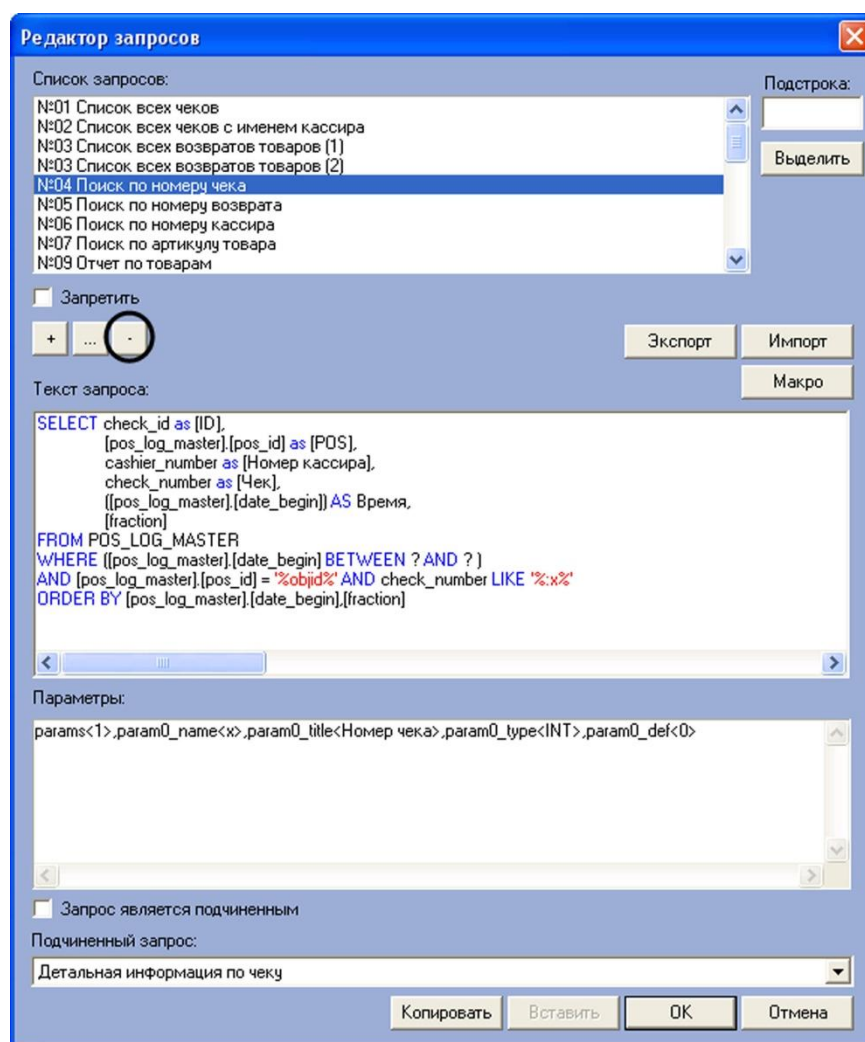 Редактор запросов
Список запросов:
Подстрока:
№01 Список всех чеков
№02 Список всех чеков с именем кассира
№03 Список всех возвратов товаров (1)
№03 Список всех возвратов товаров (2)
№04 Поиск по номеру чека
№05 Поиск по номеру возврата
№06 Поиск по номеру кассира
№07 Поиск по артикулу товара
№09 Отчет по товарам
Выделить
Запретить
+ ... -
Экспорт Импорт
Макро
Текст запроса:
SELECT check_id as [ID],
[pos_log_master].[pos_id] as [POS],
cashier_number as [Номер кассира],
check_number as [Чек],
([pos_log_master].[date_begin]) AS Время,
[fraction]
FROM POS_LOG_MASTER
WHERE ([pos_log_master].[date_begin] BETWEEN ? AND ? )
AND [pos_log_master].[pos_id] = '%objid%' AND check_number LIKE '%:x%'
ORDER BY [pos_log_master].[date_begin],[fraction]
Параметры:
params<1>,param0_name<x>,param0_title<Номер чека>,param0_type<INT>,param0_def<0>
Запрос является подчиненным
Подчиненный запрос:
Детальная информация по чеку
Копировать Вставить OK Отмена